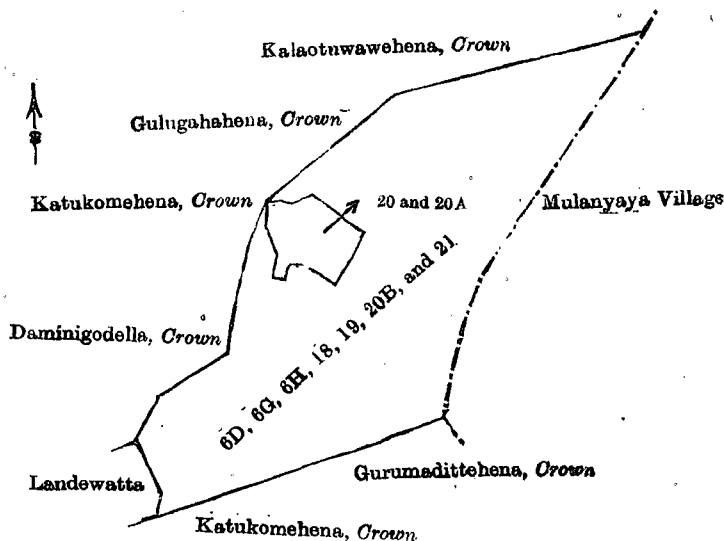 Kalaotuwawehena, Crown
Gulugahahena, Crown
Katukomehena, Crown
20 and 20A
Mulanyaya Village
Daminigodella, Crown
6D, 6G, 6H, 18, 19, 20B, and 21
Landewatta
Gurumadittehena, Crown
Katukomehena, Crown